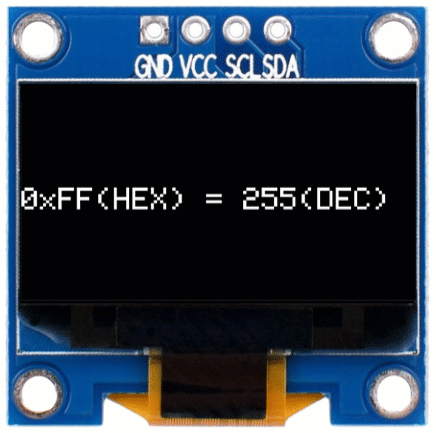 GND VCC SCL SDA
0xFF(HEX) = 255(DEC)